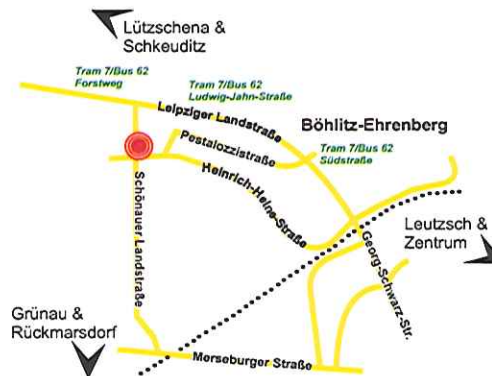 Lützschena &
Schkeuditz
Tram 7/Bus 62
Forstweg
Tram 7/Bus 62
Ludwig-Jahn-Straße
Leipziger Landstraße
Böhlitz-Ehrenberg
Pestalozzistraße
Tram 7/Bus 62
Südstraße
Heinrich-Heine-Straße
Schönauer Landstraße
Leutzsch &
Zentrum
Georg-Schwarz-Str.
Grünau &
Rückmarsdorf
Merseburger Straße